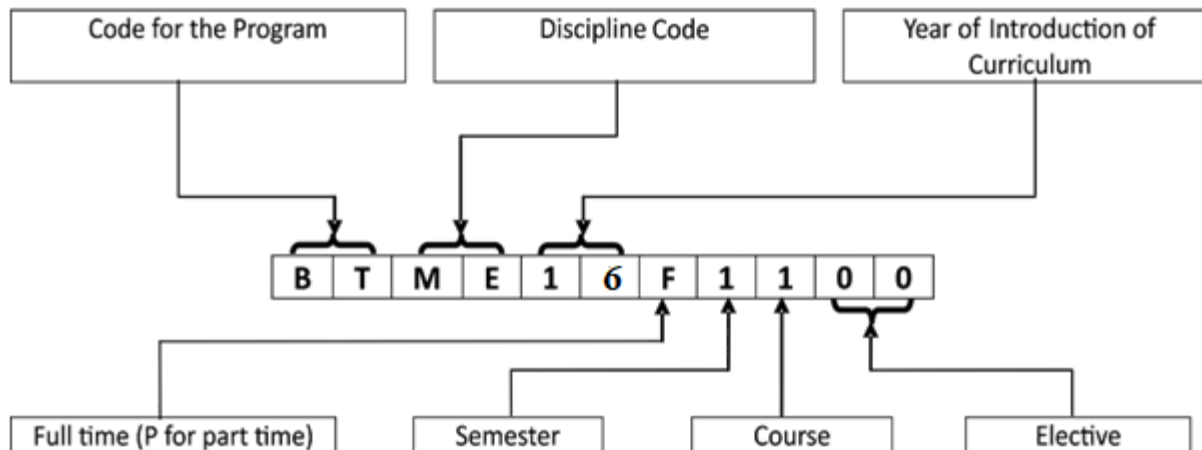 Code for the Program
Discipline Code
Year of Introduction of
Curriculum
B T M E 1 6 F 1 1 0 0
Full time (P for part time)
Semester
Course
Elective